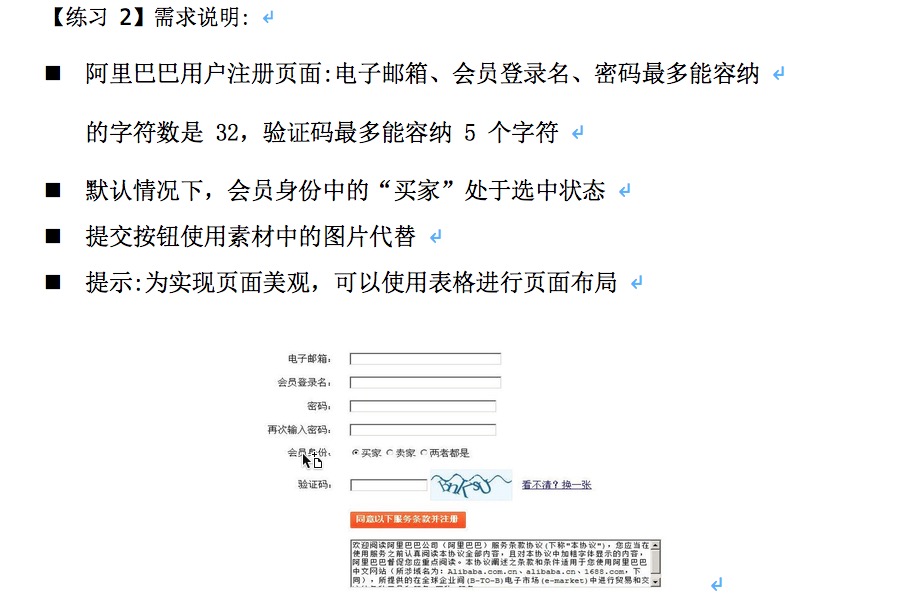 【练习 2】需求说明:
■ 阿里巴巴用户注册页面:电子邮箱、会员登录名、密码最多能容纳
的字符数是 32，验证码最多能容纳 5 个字符
■ 默认情况下，会员身份中的“买家”处于选中状态
■ 提交按钮使用素材中的图片代替
■ 提示:为实现页面美观，可以使用表格进行页面布局
电子邮箱：
会员登录名：
密码：
再次输入密码：
会员身份： 买家 卖家 两者都是
验证码： 看不清？换一张
同意以下服务条款并注册
欢迎阅读阿里巴巴公司（阿里巴巴）服务条款协议(下称“本协议”)，您应当在
使用服务之前认真阅读本协议全部内容，且对本协议中加粗字体显示的内容，
阿里巴巴督促您应重点阅读。本协议阐述之条款和条件适用于您使用阿里巴巴
中文网站（所涉域名为：Alibaba.com.cn、alibaba.cn、1688.com，下
同），所提供的在全球企业间(B-TO-B)电子市场(e-market)中进行贸易和交